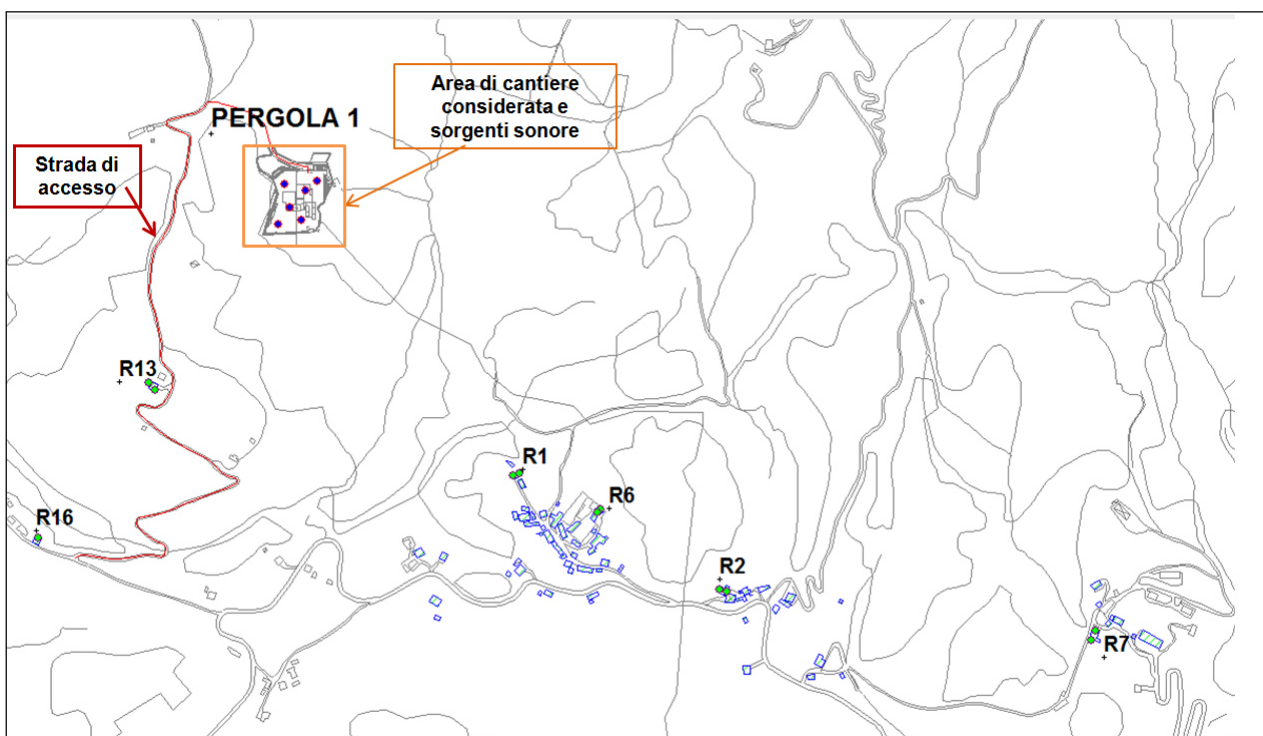 Area di cantiere
considerata e
sorgenti sonore
PERGOLA 1
Strada di
accesso
R13
R1
R6
R16
R2
R7